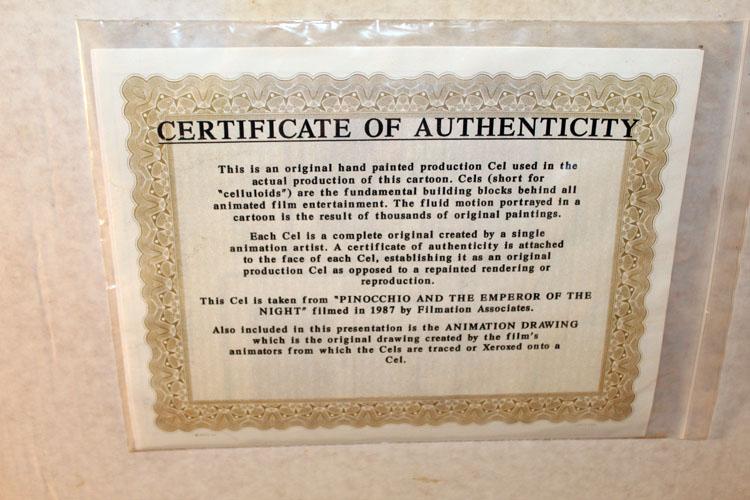 CERTIFICATE OF AUTHENTICITY
This is an original hand painted production Cel used in the
actual production of this cartoon. Cels (short for
"celluloids") are the fundamental building blocks behind all
animated film entertainment. The fluid motion portrayed in a
cartoon is the result of thousands of original paintings.
Each Cel is a complete original created by a single
animation artist. A certificate of authenticity is attached
to the face of each Cel, establishing it as an original
production Cel as opposed to a repainted rendering or
reproduction.
This Cel is taken from "PINOCCHIO AND THE EMPEROR OF THE
NIGHT" filmed in 1987 by Filmation Associates.
Also included in this presentation is the ANIMATION DRAWING
which is the original drawing created by the film's
animators from which the Cels are traced or Xeroxed onto a
Cel.